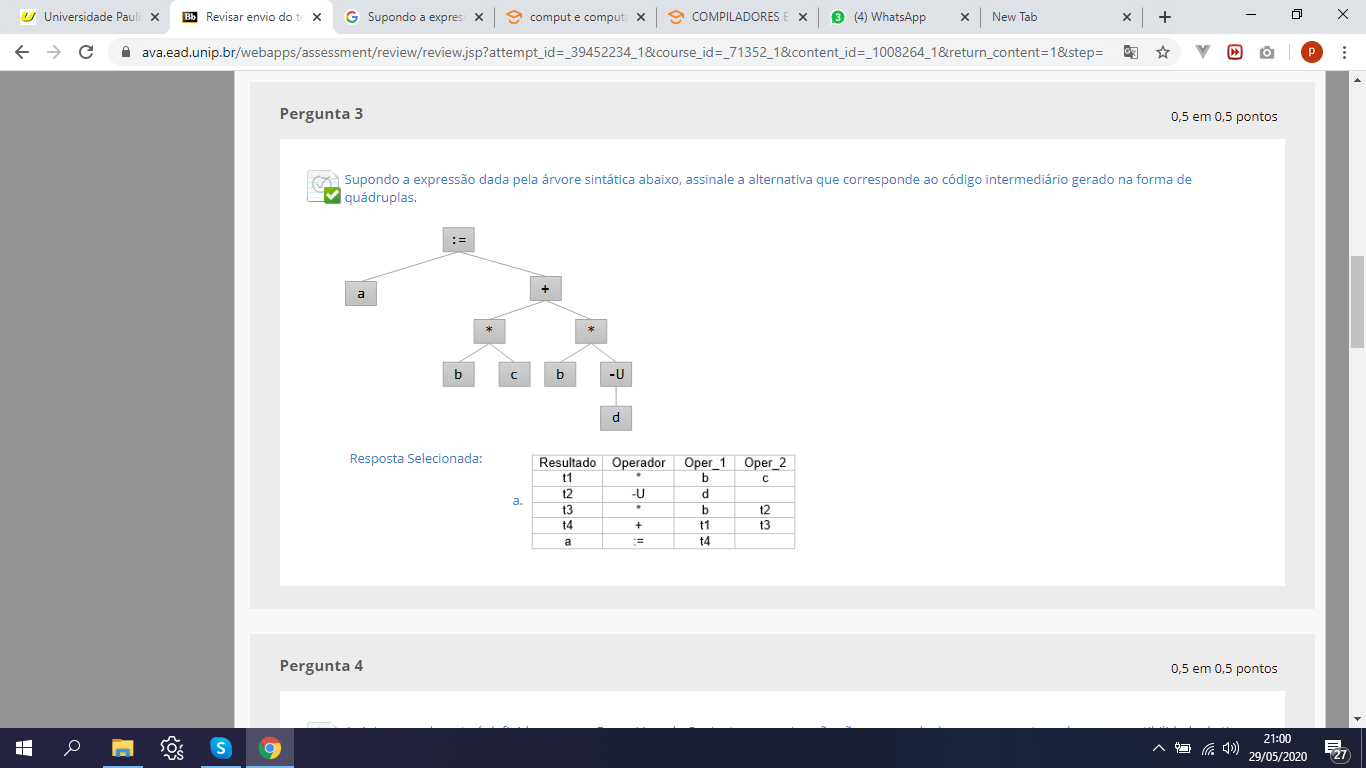 Universidade Pauli
Revisar envio do te
Supondo a express
comput e computa
COMPILADORES E
3 (4) WhatsApp
New Tab
ava.ead.unip.br/webapps/assessment/review/review.jsp?attempt_id=_39452234_1&course_id=_71352_1&content_id=_1008264_1&return_content=1&step=
P
Pergunta 3
0,5 em 0,5 pontos
Supondo a expressão dada pela árvore sintática abaixo, assinale a alternativa que corresponde ao código intermediário gerado na forma de
quádruplas.
:=
a +
* *
b c b -U
d
Resposta Selecionada:
a.
Resultado Operador Oper_1 Oper_2
t1 * b c
t2 -U d
t3 * b t2
t4 + t1 t3
a := t4
Pergunta 4
0,5 em 0,5 pontos
21:00
29/05/2020
27